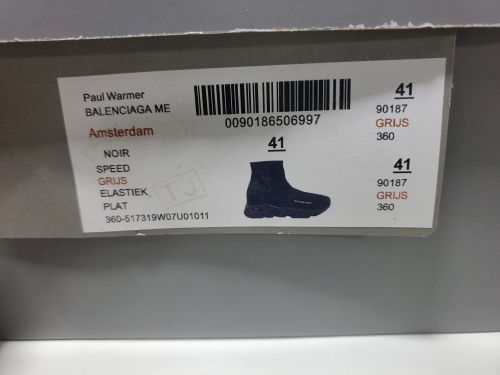 Paul Warmer
BALENCIAGA ME
Amsterdam
NOIR
SPEED
GRIJS
ELASTIEK
PLAT
360-517319W07U01011
T-J
0090186506997
41
41
90187
GRIJS
360
41
90187
GRIJS
360